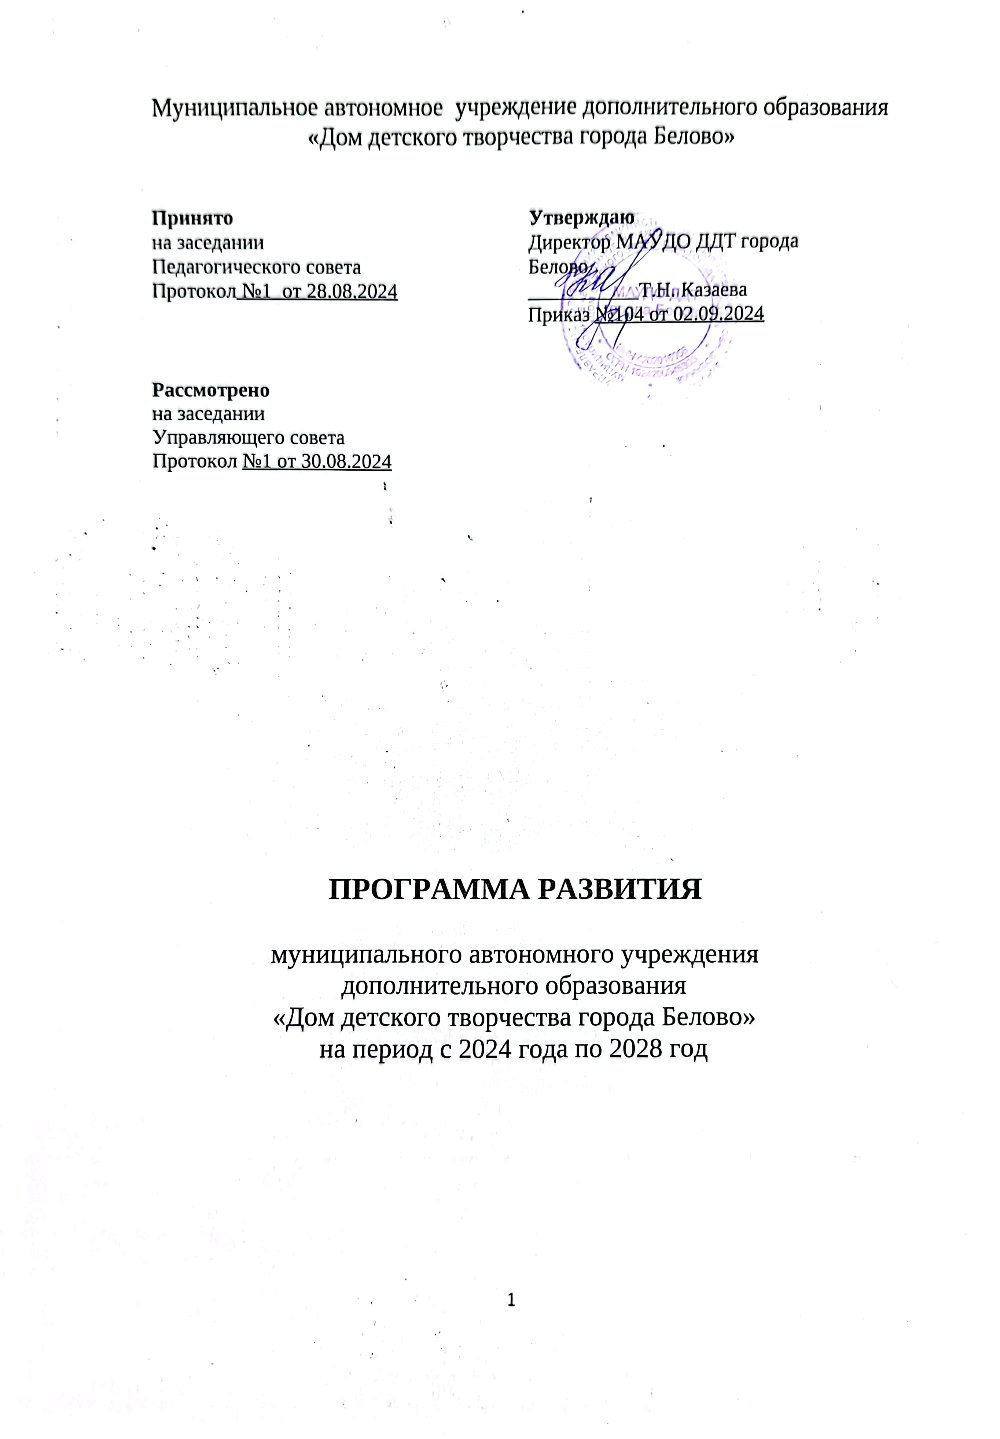 Муниципальное автономное учреждение дополнительного образования
«Дом детского творчества города Белово»
Принято
на заседании
Педагогического совета
Протокол №1 от 28.08.2024
Утверждаю
Директор МАУДО ДДТ города
Белово
___________Т.Н. Казаева
Приказ №104 от 02.09.2024
Рассмотрено
на заседании
Управляющего совета
Протокол №1 от 30.08.2024
ПРОГРАММА РАЗВИТИЯ
муниципального автономного учреждения
дополнительного образования
«Дом детского творчества города Белово»
на период с 2024 года по 2028 год
1